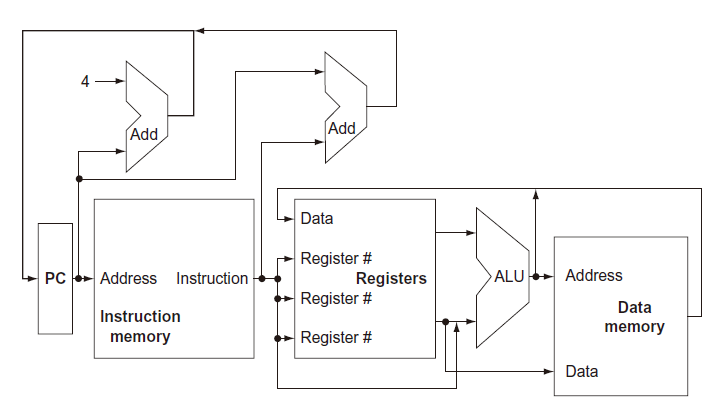 4
Add
Add
Data
Register #
PC
Address
Instruction
Registers
ALU
Address
Register #
Instruction
memory
Data
memory
Register #
Data